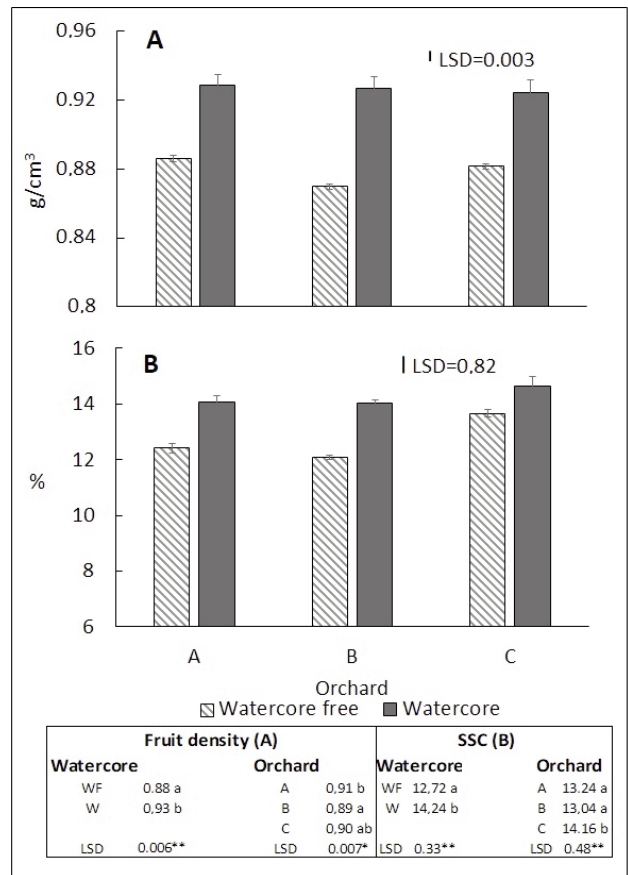 0,96
A
LSD=0.003
0.92
g/cm³
0.88
0.84
0.8
16
B
LSD=0,82
14
12
%
10
8
6
A B C
Orchard
Watercore free Watercore
Fruit density (A) SSC (B)
Watercore Orchard Watercore Orchard
WF 0.88 a A 0,91 b WF 12,72 a A 13.24 a
W 0,93 b B 0,89 a W 14,24 b B 13,04 a
C 0,90 ab C 14.16 b
LSD 0.006** LSD 0.007* LSD 0.33** LSD 0.48**